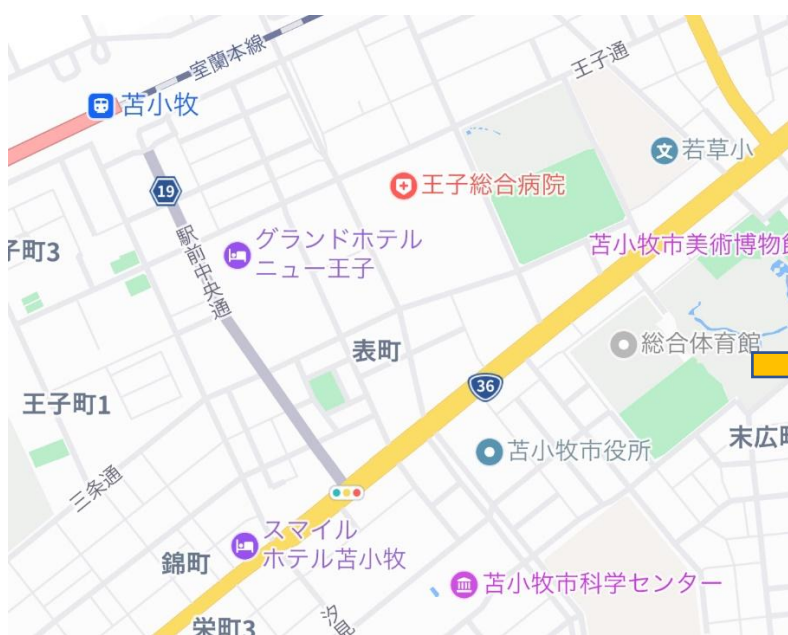 室蘭本線
王子通
苫小牧
若草小
19
王子総合病院
子町3
駅前中央通
グランドホテル
ニュー王子
苫小牧市美術博物館
表町
総合体育館
36
王子町1
末広町
苫小牧市役所
三条通
スマイル
ホテル苫小牧
錦町
苫小牧市科学センター
栄町3
汐見